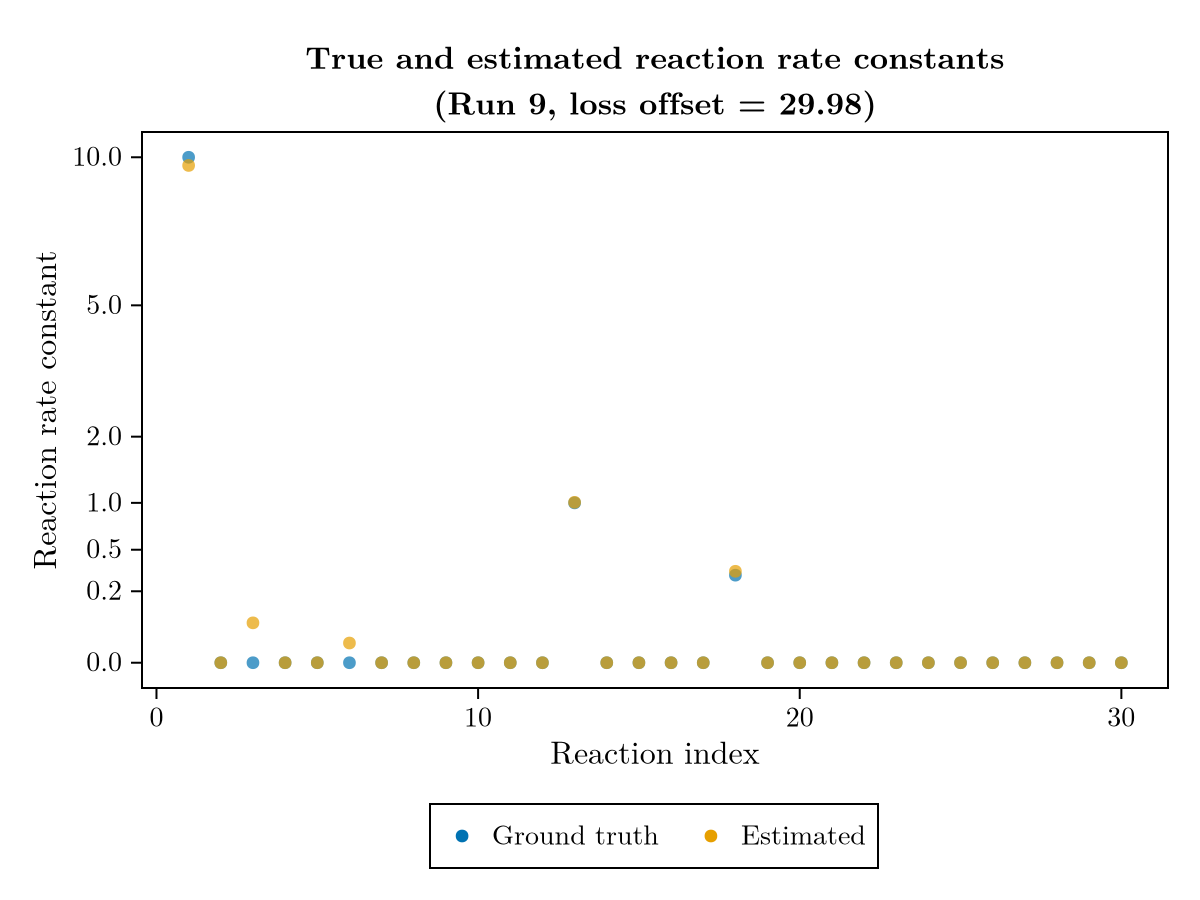 True and estimated reaction rate constants
(Run 9, loss offset = 29.98)
Reaction rate constant
10.0
5.0
2.0
1.0
0.5
0.2
0.0
0 10 20 30
Reaction index
Ground truth Estimated